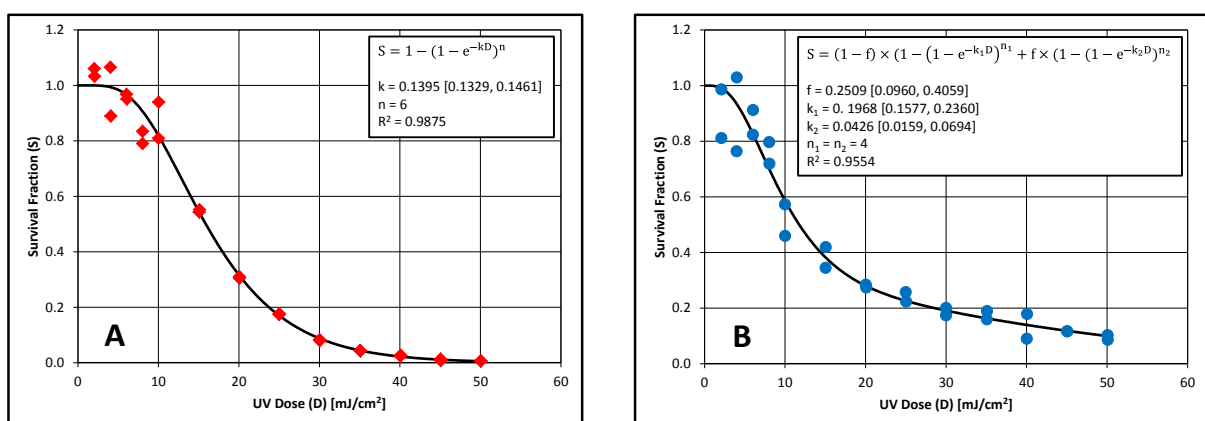 1.2
1.0
0.8
0.6
0.4
0.2
0.0
Survival Fraction (S)
S = 1 − (1 − e^−kD)^n
k = 0.1395 [0.1329, 0.1461]
n = 6
R² = 0.9875
A
0 10 20 30 40 50 60
UV Dose (D) [mJ/cm²]
1.2
1.0
0.8
0.6
0.4
0.2
0.0
Survival Fraction (S)
S = (1 − f) × (1 − (1 − e^−k₁D)^n₁ + f × (1 − (1 − e^−k₂D)^n₂
f = 0.2509 [0.0960, 0.4059]
k₁ = 0.1968 [0.1577, 0.2360]
k₂ = 0.0426 [0.0159, 0.0694]
n₁ = n₂ = 4
R² = 0.9554
B
0 10 20 30 40 50 60
UV Dose (D) [mJ/cm²]